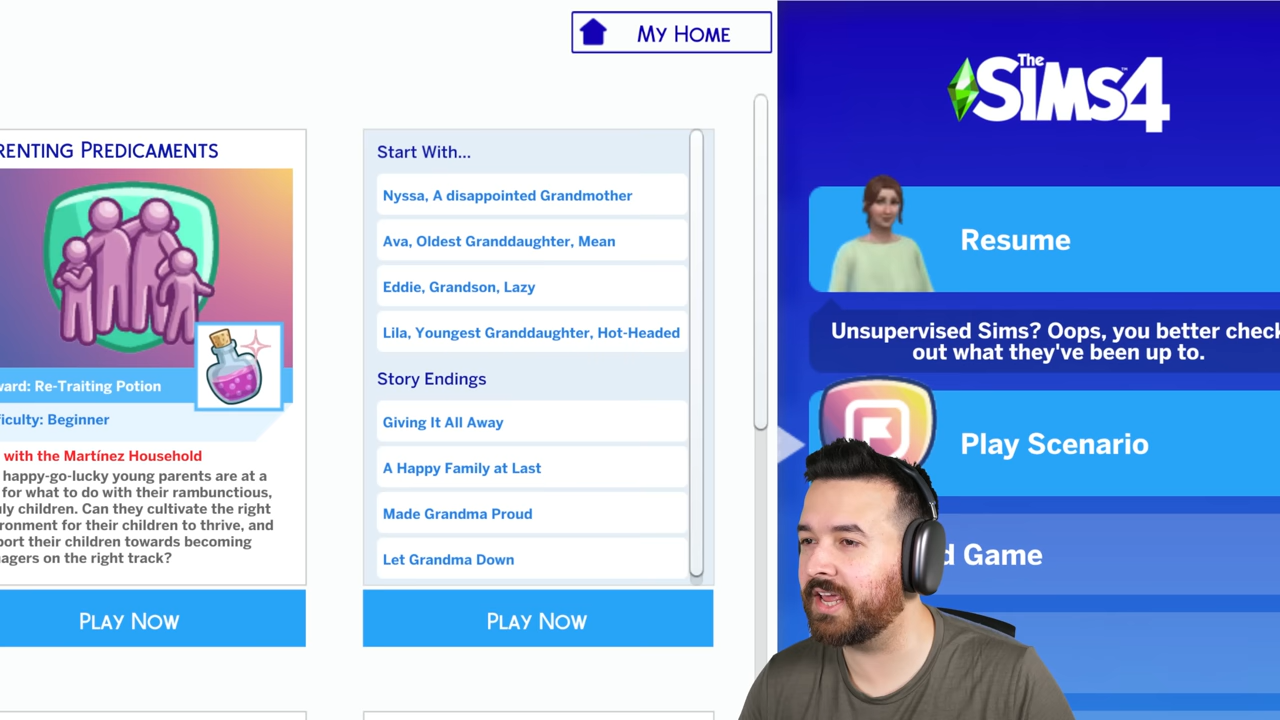 My Home
RENTING PREDICAMENTS
ward: Re-Traiting Potion
ficulty: Beginner
with the Martínez Household
happy-go-lucky young parents are at a
for what to do with their rambunctious,
ly children. Can they cultivate the right
ronment for their children to thrive, and
port their children towards becoming
nagers on the right track?
PLAY NOW
Start With...
Nyssa, A disappointed Grandmother
Ava, Oldest Granddaughter, Mean
Eddie, Grandson, Lazy
Lila, Youngest Granddaughter, Hot-Headed
Story Endings
Giving It All Away
A Happy Family at Last
Made Grandma Proud
Let Grandma Down
PLAY NOW
The
SIMS4
Resume
Unsupervised Sims? Oops, you better check
out what they've been up to.
Play Scenario
d Game